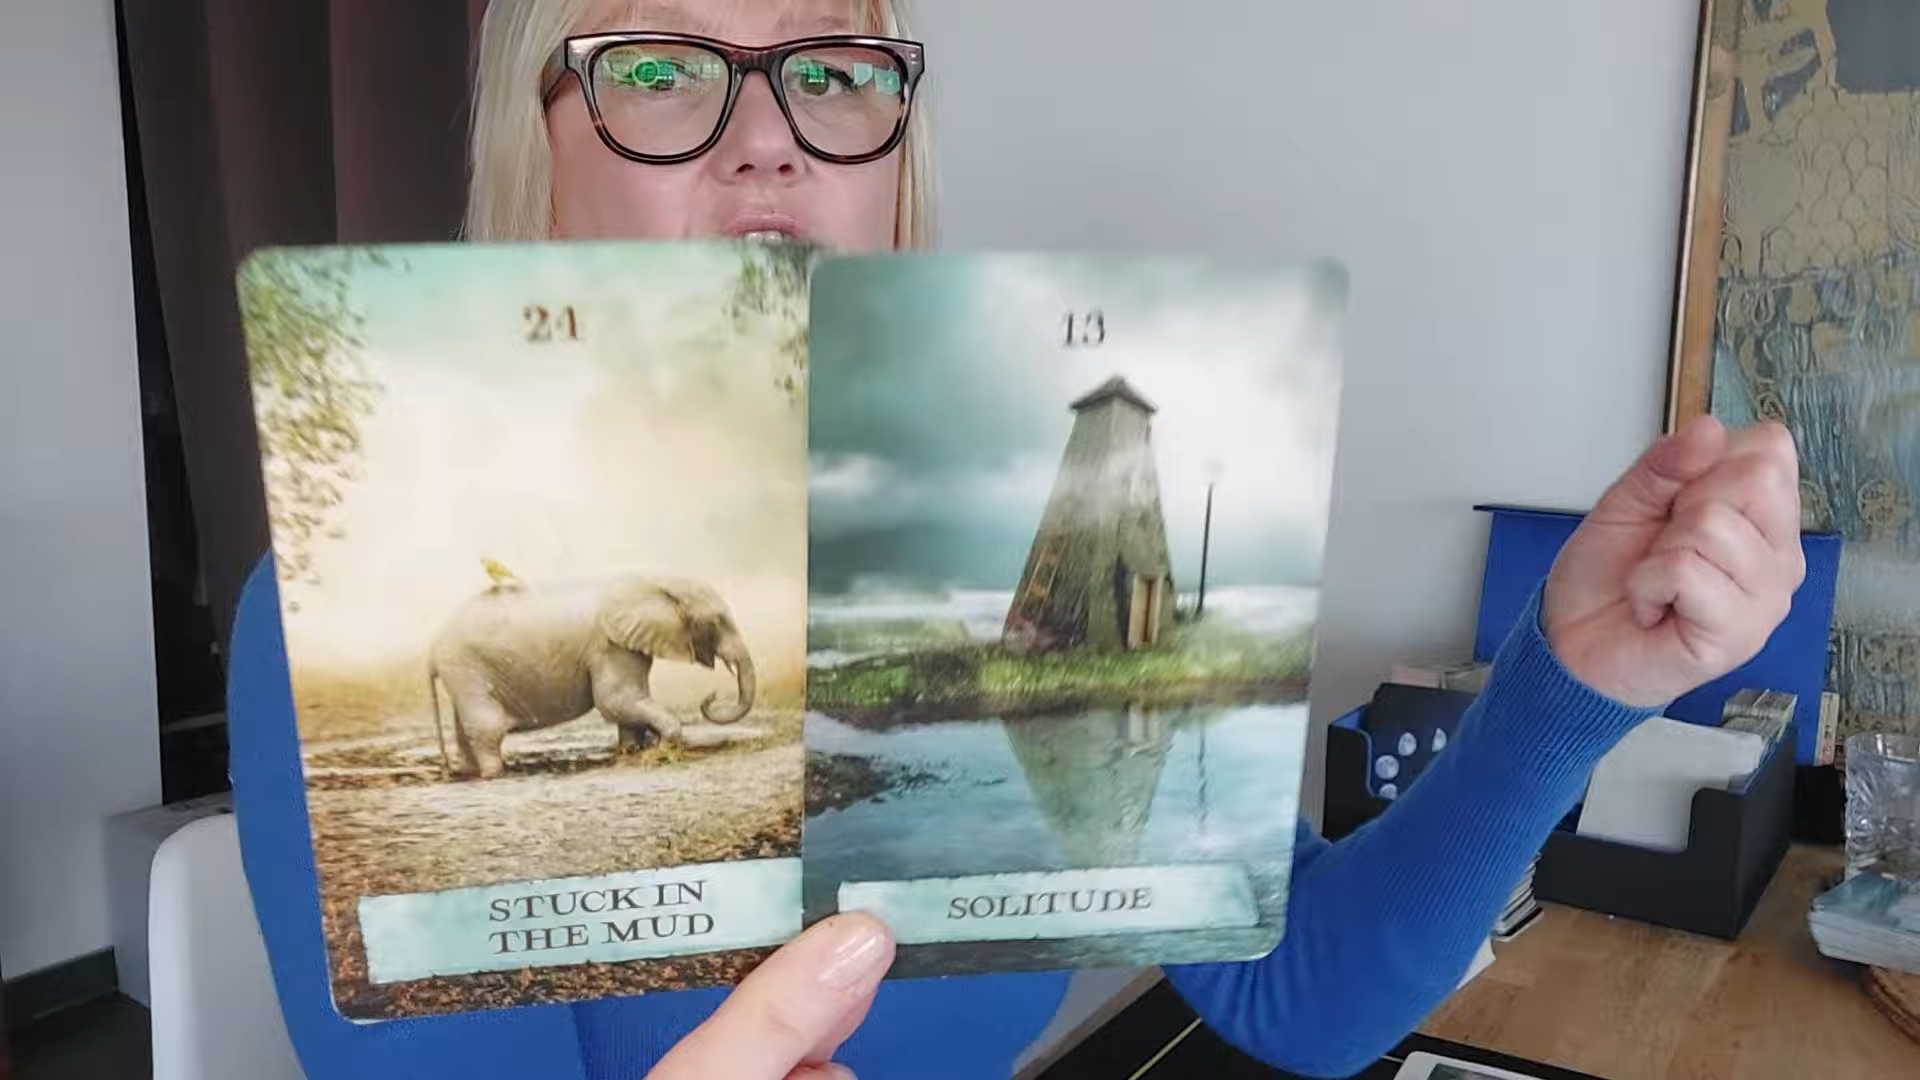 24
STUCK IN
THE MUD
13
SOLITUDE